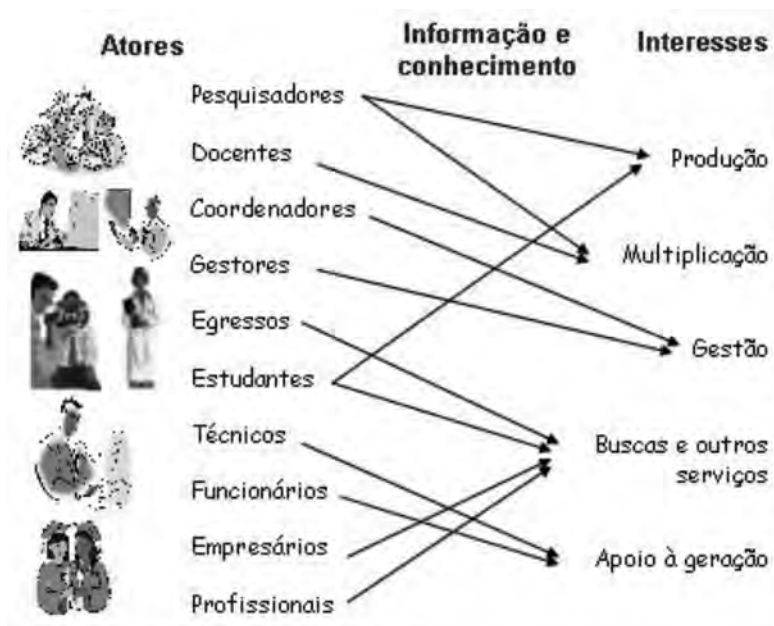 Atores
Informação e
conhecimento
Interesses
Pesquisadores
Docentes
Coordenadores
Gestores
Egressos
Estudantes
Técnicos
Funcionários
Empresários
Profissionais
Produção
Multiplicação
Gestão
Buscas e outros
serviços
Apoio à geração